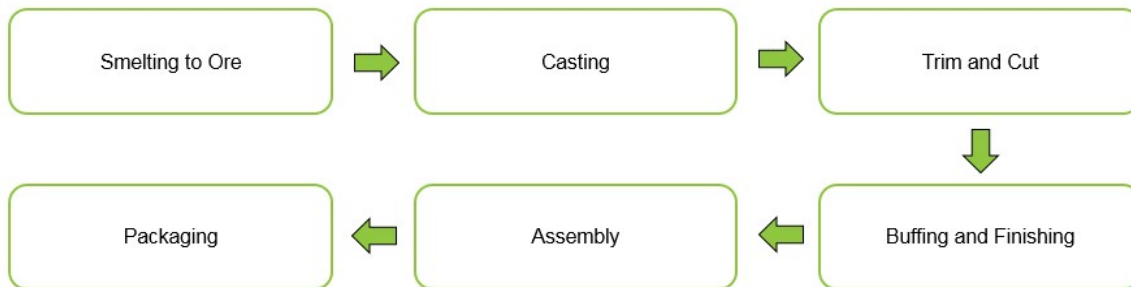 Smelting to Ore
Casting
Trim and Cut
Buffing and Finishing
Assembly
Packaging